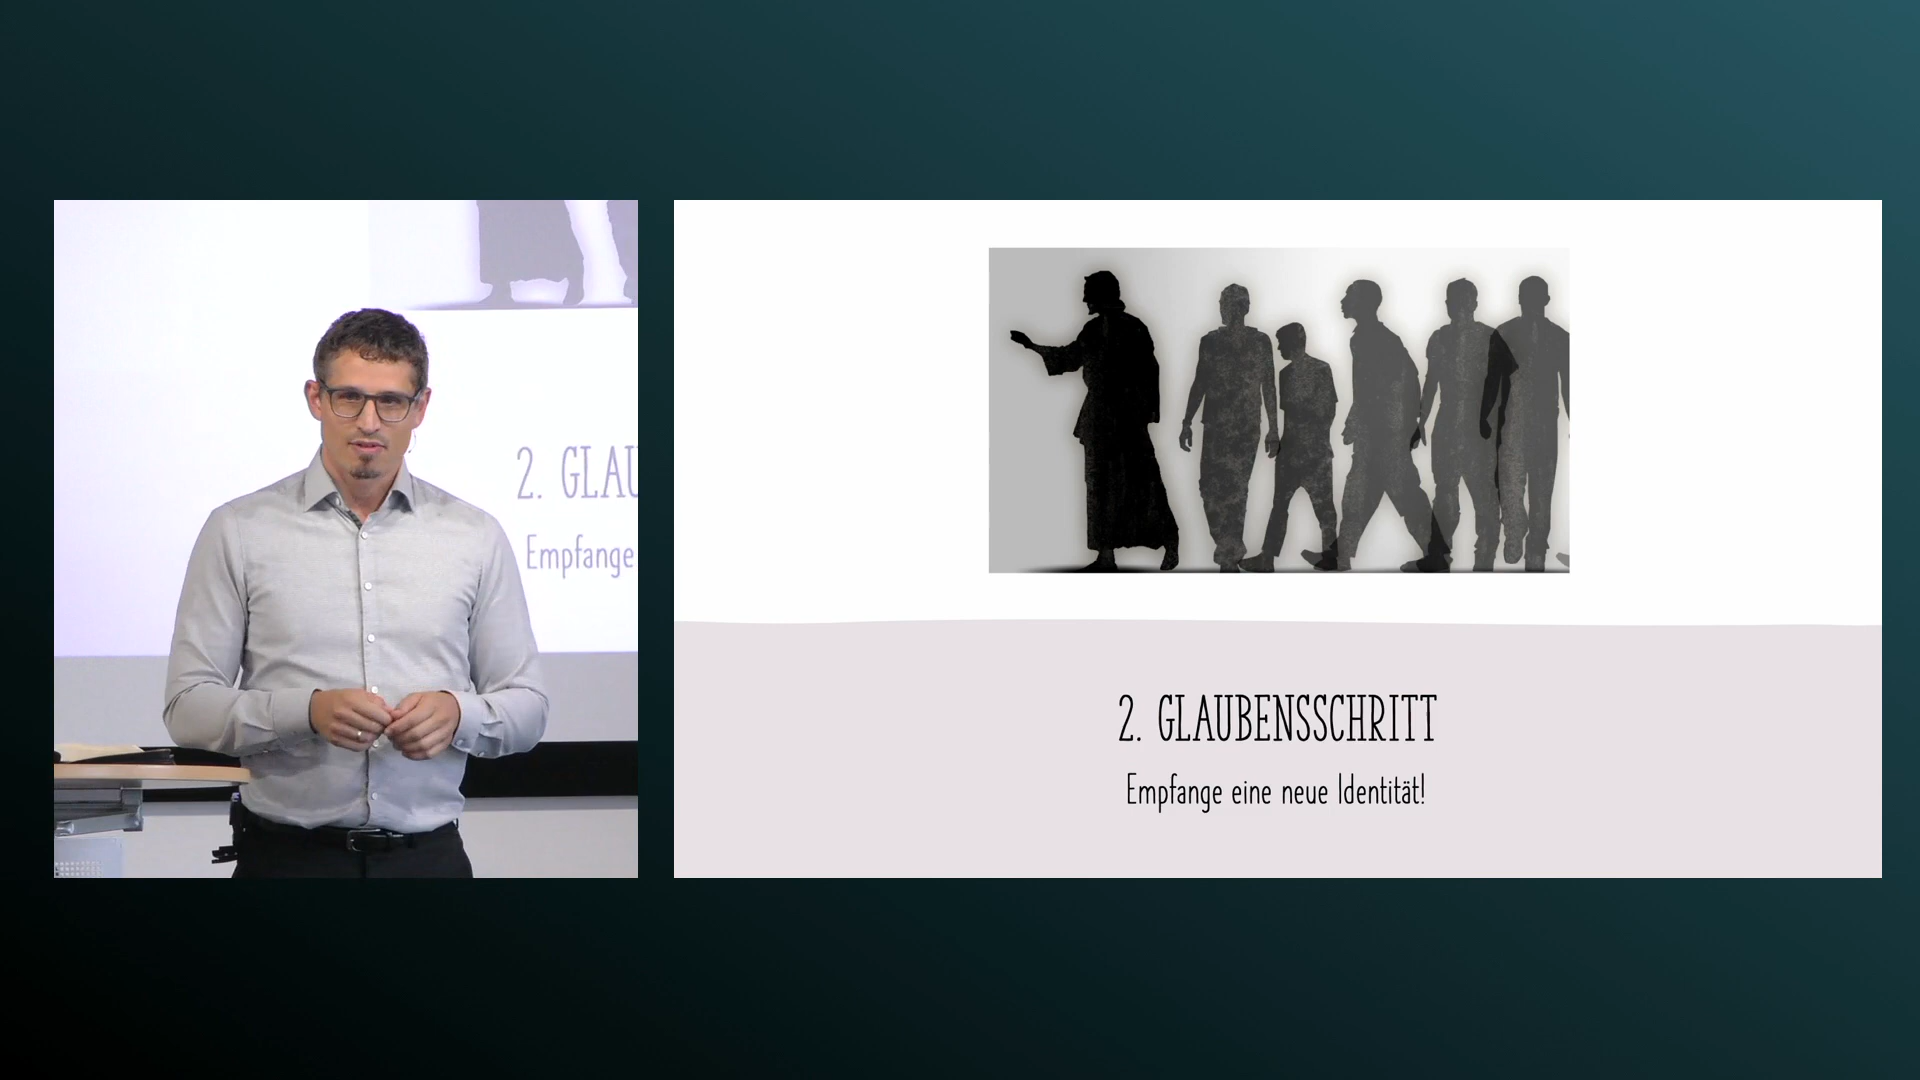 2. GLAU
Empfange
2. GLAUBENSSCHRITT
Empfange eine neue Identität!